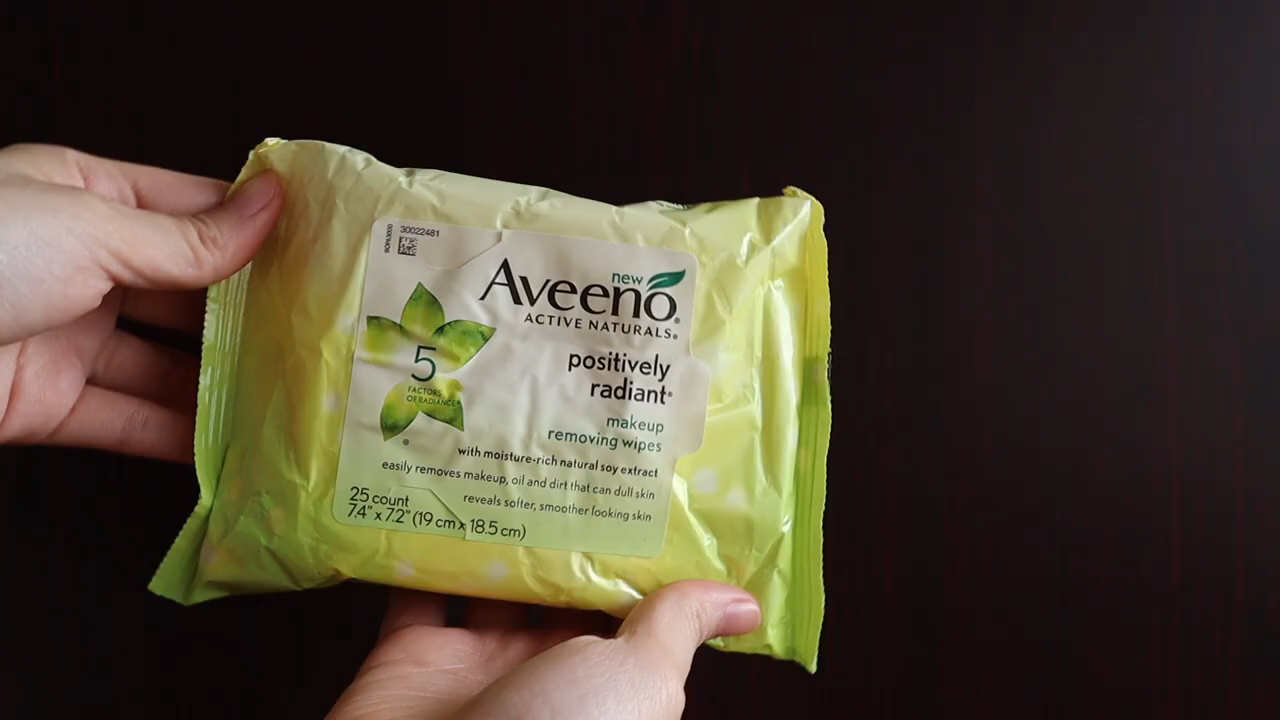 30022481
new
Aveeno®
ACTIVE NATURALS®
5
FACTORS
OF RADIANCE®
positively
radiant®
makeup
removing wipes
with moisture-rich natural soy extract
easily removes makeup, oil and dirt that can dull skin
reveals softer, smoother looking skin
25 count
7.4" x 7.2" (19 cm x 18.5 cm)